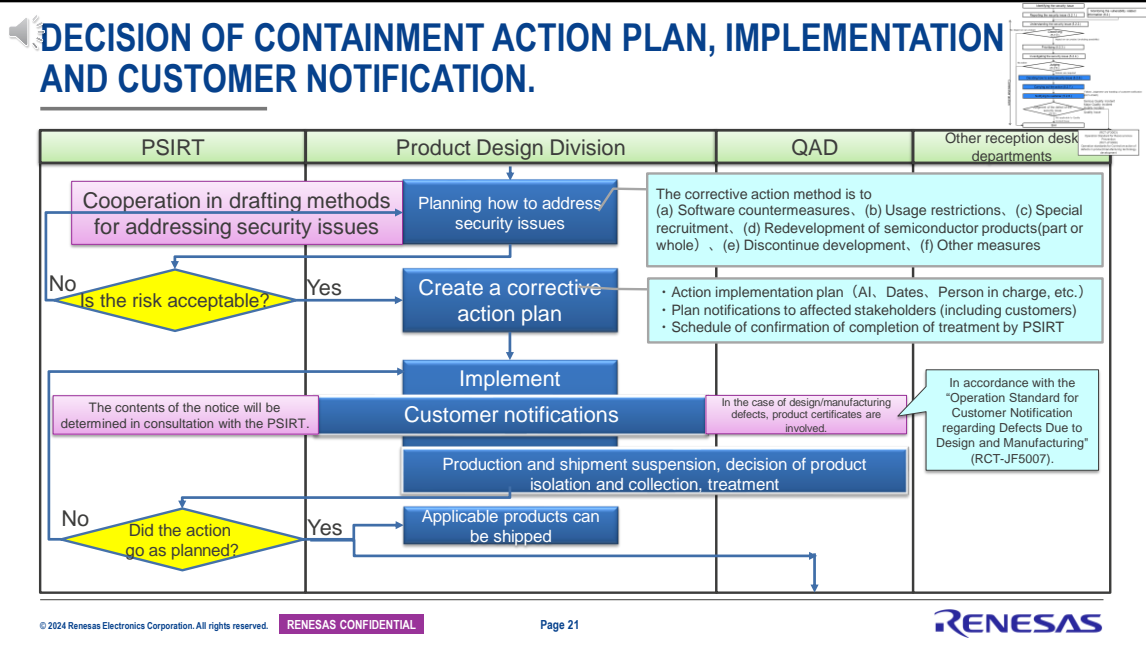 DECISION OF CONTANMENT ACTION PLAN, IMPLEMENTATION
AND CUSTOMER NOTIFICATION.
PSIRT
Product Design Division
QAD
Other reception desk
departments
Cooperation in drafting methods
for addressing security issues
Planning how to address
security issues
The corrective action method is to
(a) Software countermeasures、(b) Usage restrictions、(c) Special
recruitment、(d) Redevelopment of semiconductor products(part or
whole）、(e) Discontinue development、(f) Other measures
No
Is the risk acceptable?
Yes
Create a corrective
action plan
・Action implementation plan（AI、Dates、Person in charge, etc.）
・Plan notifications to affected stakeholders (including customers)
・Schedule of confirmation of completion of treatment by PSIRT
Implement
The contents of the notice will be
determined in consultation with the PSIRT.
Customer notifications
In the case of design/manufacturing
defects, product certificates are
involved.
In accordance with the
“Operation Standard for
Customer Notification
regarding Defects Due to
Design and Manufacturing”
(RCT-JF5007).
Production and shipment suspension, decision of product
isolation and collection, treatment
No
Did the action
go as planned?
Yes
Applicable products can
be shipped
© 2024 Renesas Electronics Corporation. All rights reserved.
RENESAS CONFIDENTIAL
Page 21
RENESAS